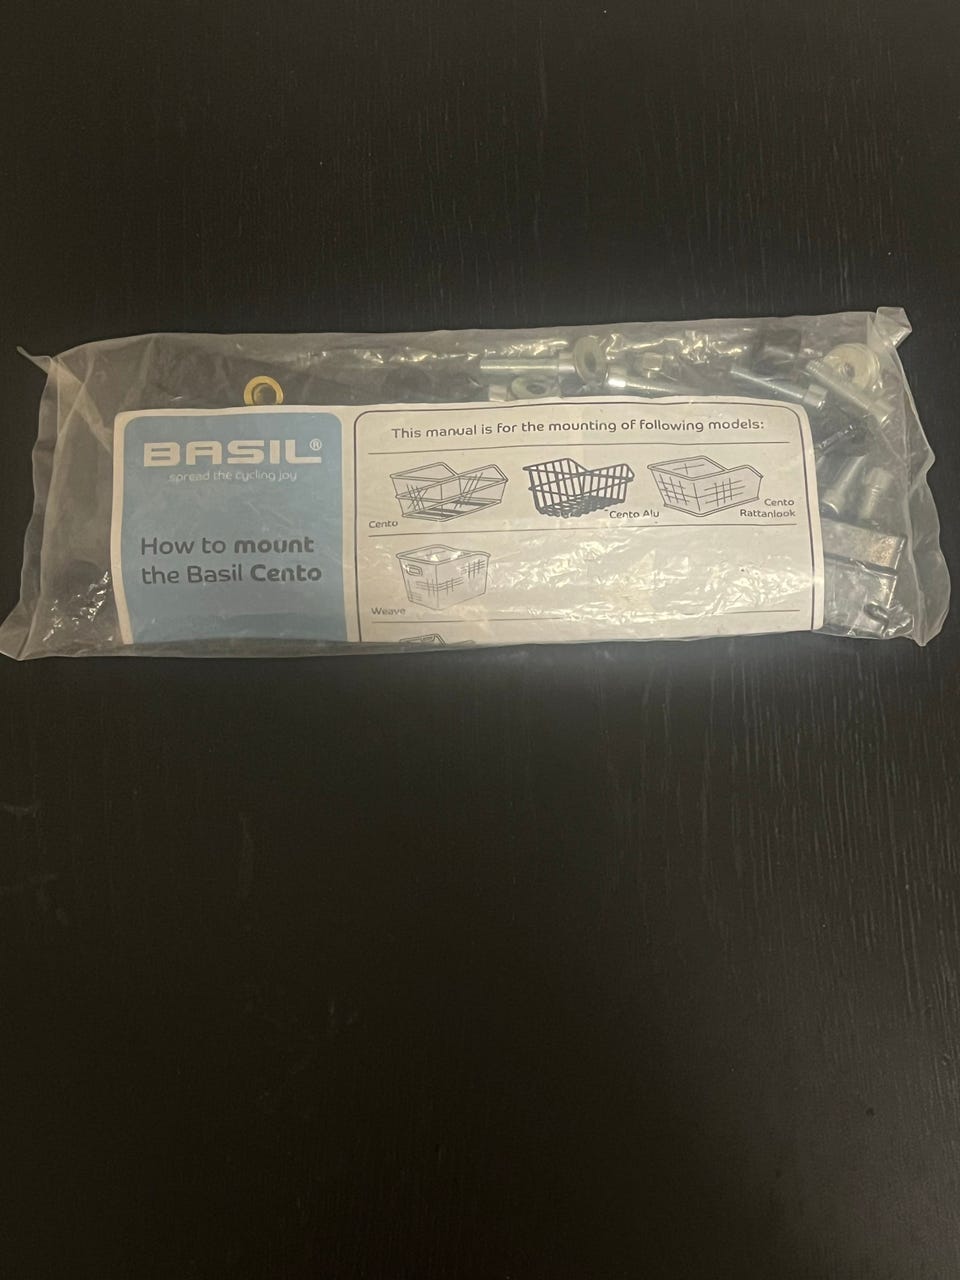 BASIL®
spread the cycling joy
How to mount
the Basil Cento
This manual is for the mounting of following models:
Cento
Cento Alu
Cento
Rattanlook
Weave